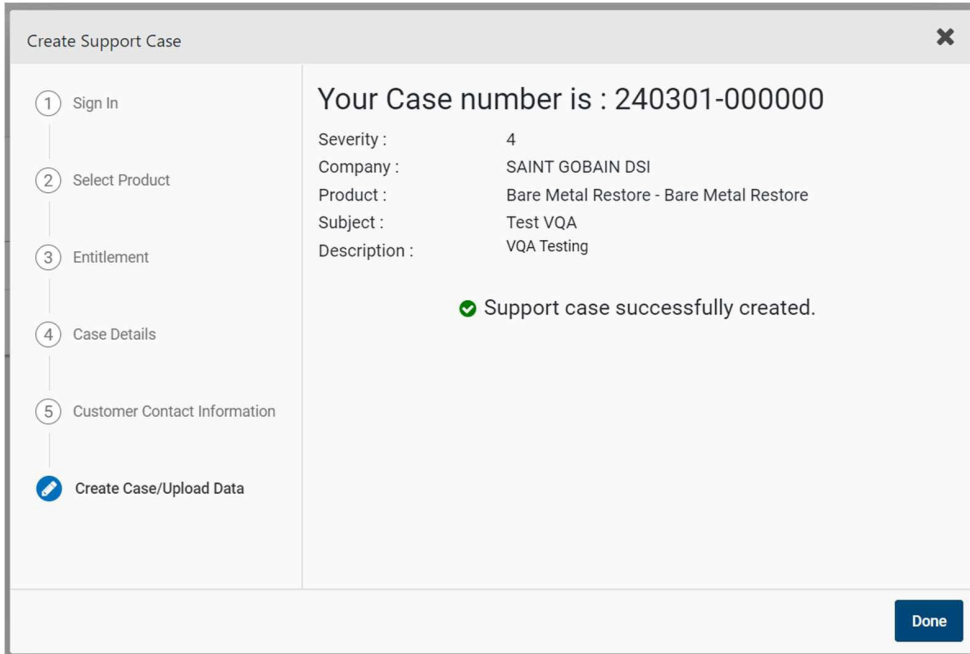 Create Support Case
1 Sign In
2 Select Product
3 Entitlement
4 Case Details
5 Customer Contact Information
Create Case/Upload Data
Your Case number is : 240301-000000
Severity : 4
Company : SAINT GOBAIN DSI
Product : Bare Metal Restore - Bare Metal Restore
Subject : Test VQA
Description : VQA Testing
Support case successfully created.
Done